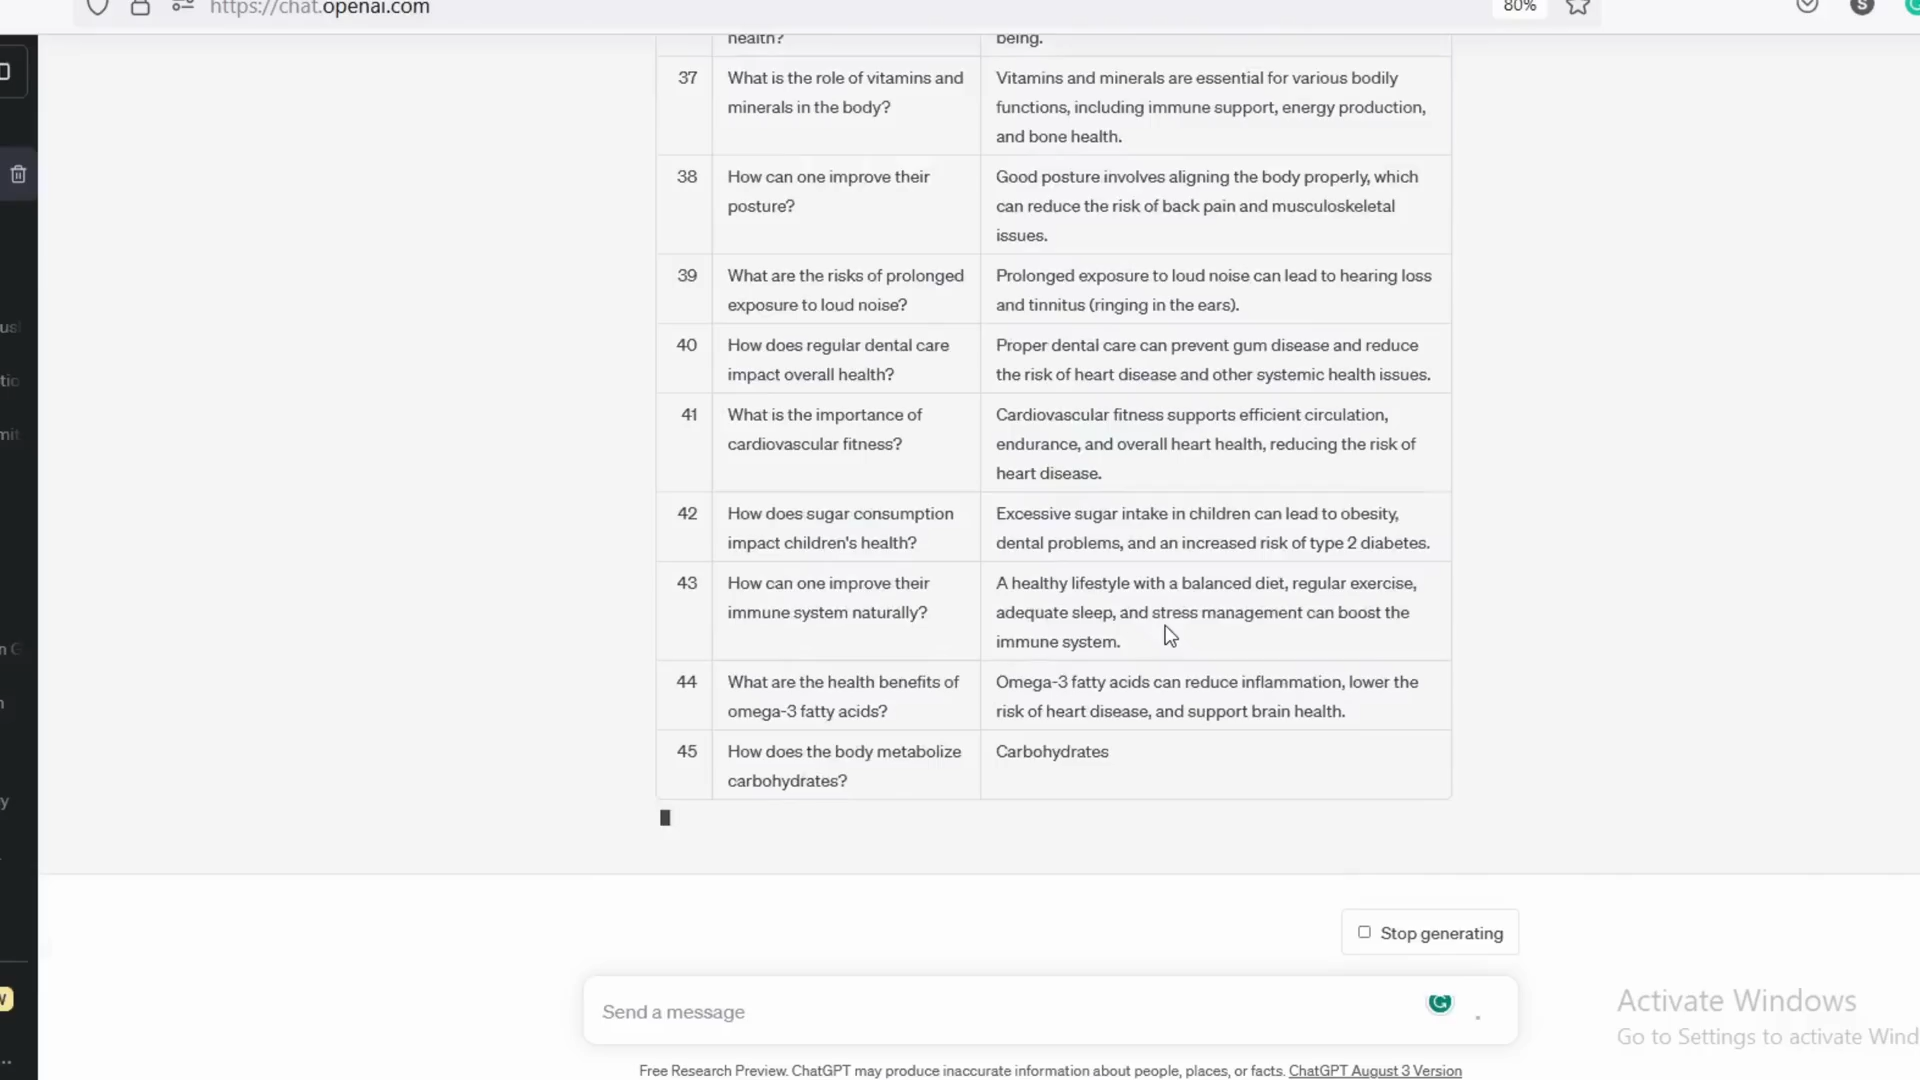 https://chat.openai.com
80%
S
health?
being.
37
What is the role of vitamins and
minerals in the body?
Vitamins and minerals are essential for various bodily
functions, including immune support, energy production,
and bone health.
38
How can one improve their
posture?
Good posture involves aligning the body properly, which
can reduce the risk of back pain and musculoskeletal
issues.
39
What are the risks of prolonged
exposure to loud noise?
Prolonged exposure to loud noise can lead to hearing loss
and tinnitus (ringing in the ears).
40
How does regular dental care
impact overall health?
Proper dental care can prevent gum disease and reduce
the risk of heart disease and other systemic health issues.
41
What is the importance of
cardiovascular fitness?
Cardiovascular fitness supports efficient circulation,
endurance, and overall heart health, reducing the risk of
heart disease.
42
How does sugar consumption
impact children's health?
Excessive sugar intake in children can lead to obesity,
dental problems, and an increased risk of type 2 diabetes.
43
How can one improve their
immune system naturally?
A healthy lifestyle with a balanced diet, regular exercise,
adequate sleep, and stress management can boost the
immune system.
44
What are the health benefits of
omega-3 fatty acids?
Omega-3 fatty acids can reduce inflammation, lower the
risk of heart disease, and support brain health.
45
How does the body metabolize
carbohydrates?
Carbohydrates
Stop generating
Send a message
Activate Windows
Go to Settings to activate Wind
Free Research Preview. ChatGPT may produce inaccurate information about people, places, or facts. ChatGPT August 3 Version